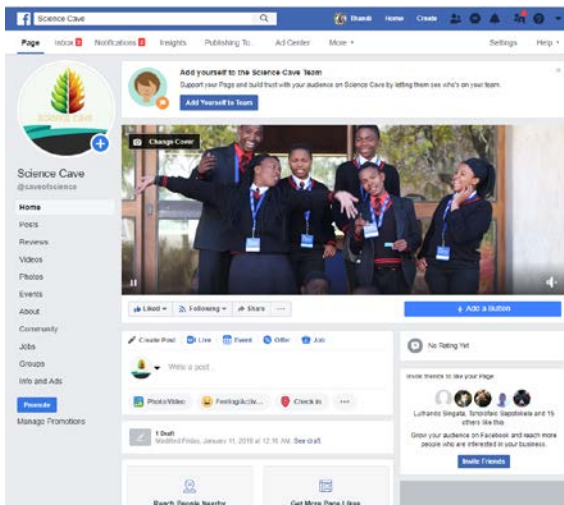 Science Cave
Bhandi Home Create
Page Inbox Notifications Insights Publishing To.. Ad Center More Settings Help
Add yourself to the Science Cave Team
Support your Page and build trust with your audience on Science Cave by letting them see who's on your team.
Add Yourself to Team
SCIENCE CAVE
Change Cover
Science Cave
@caveofscience
Home
Posts
Reviews
Videos
Photos
Events
About
Community
Jobs
Groups
Info and Ads
Promote
Manage Promotions
Liked Following Share ...
+ Add a Button
Create Post Live Event Offer Job
Write a post...
Photo/Video Feeling/Activ... Check in ...
1 Draft
Modified Friday, January 11, 2019 at 12:16 AM. See draft
Reach People Nearby
Get More Page Likes
No Rating Yet
Invite friends to like your Page
and 15
others like this
Grow your audience on Facebook and reach more
people who are interested in your business.
Invite Friends